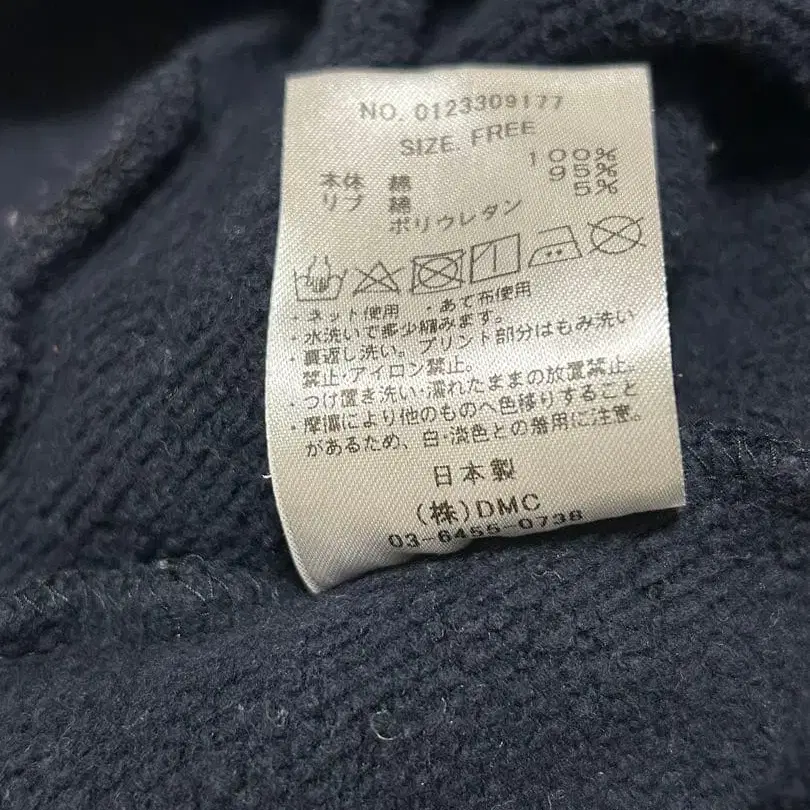 NO. 0123309177
SIZE. FREE
本体 綿 100%
リブ 綿 95%
ポリウレタン 5%
・ネット使用 ・あて布使用
・水洗いで多少縮みます。
・裏返し洗い。プリント部分はもみ洗い
禁止・アイロン禁止。
・つけ置き洗い・濡れたままの放置禁止。
・摩擦により他のものへ色移りすること
があるため、白・淡色との着用に注意。
日本製
(株)DMC
03-6455-0738